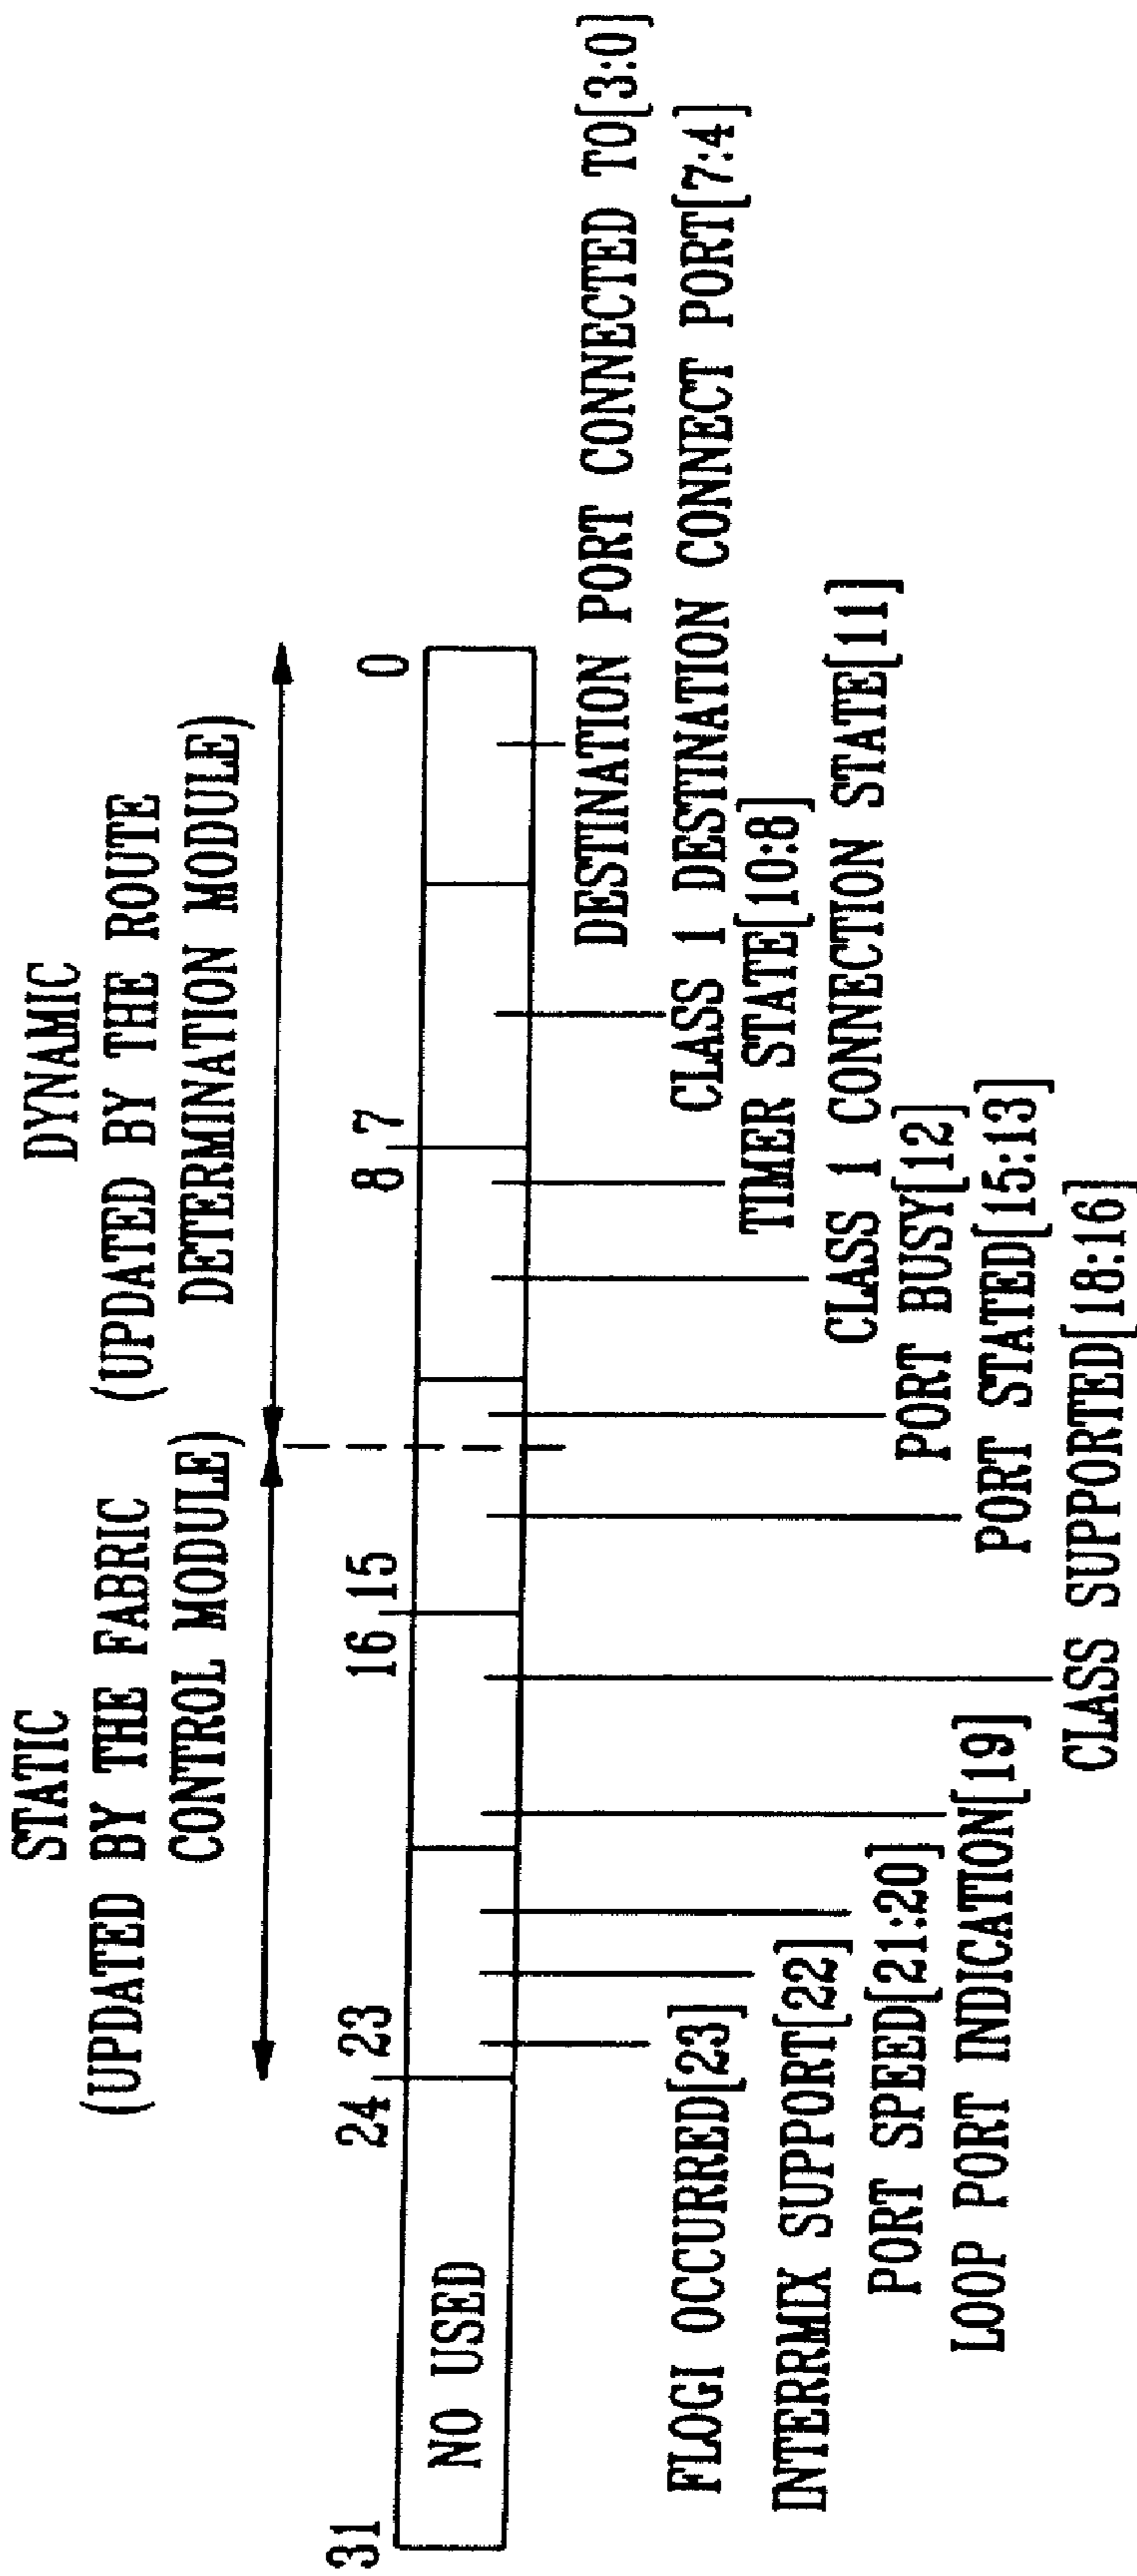 STATIC
(UPDATED BY THE FABRIC
CONTROL MODULE)
DYNAMIC
(UPDATED BY THE ROUTE
DETERMINATION MODULE)
31
24 23
16 15
8 7
0
NO USED
FLOGI OCCURRED[23]
INTERMIX SUPPORT[22]
PORT SPEED[21:20]
LOOP PORT INDICATION[19]
CLASS SUPPORTED[18:16]
PORT STATED[15:13]
PORT BUSY[12]
CLASS 1 CONNECTION STATE[11]
TIMER STATE[10:8]
CLASS 1 DESTINATION CONNECT PORT[7:4]
DESTINATION PORT CONNECTED TO[3:0]